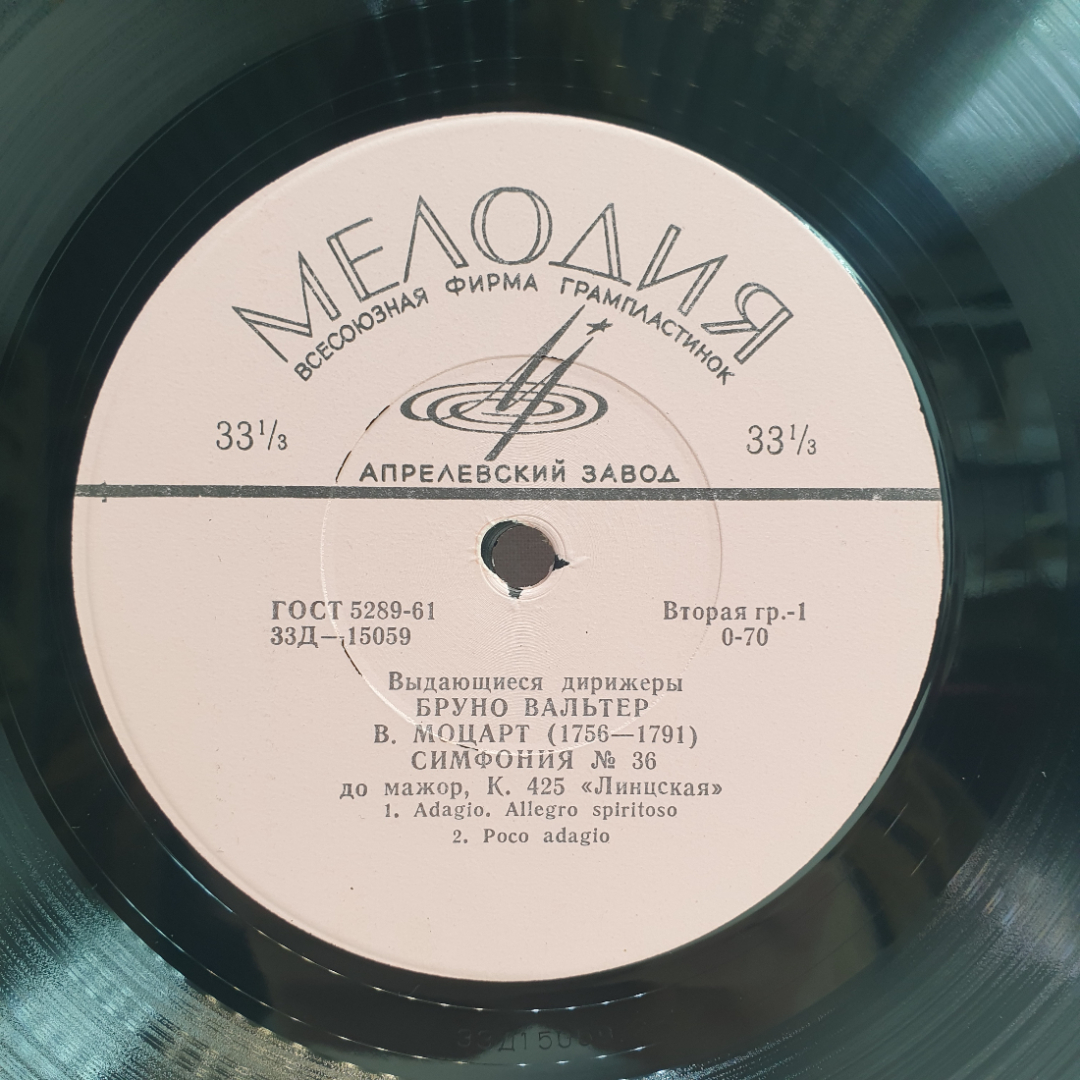 МЕЛОДИЯ
ВСЕСОЮЗНАЯ ФИРМА ГРАМПЛАСТИНОК
33⅓ 33⅓
АПРЕЛЕВСКИЙ ЗАВОД
ГОСТ 5289-61 Вторая гр.-1
33Д—15059 0-70
Выдающиеся дирижеры
БРУНО ВАЛЬТЕР
В. МОЦАРТ (1756—1791)
СИМФОНИЯ № 36
до мажор, К. 425 «Линцская»
1. Adagio. Allegro spiritoso
2. Poco adagio